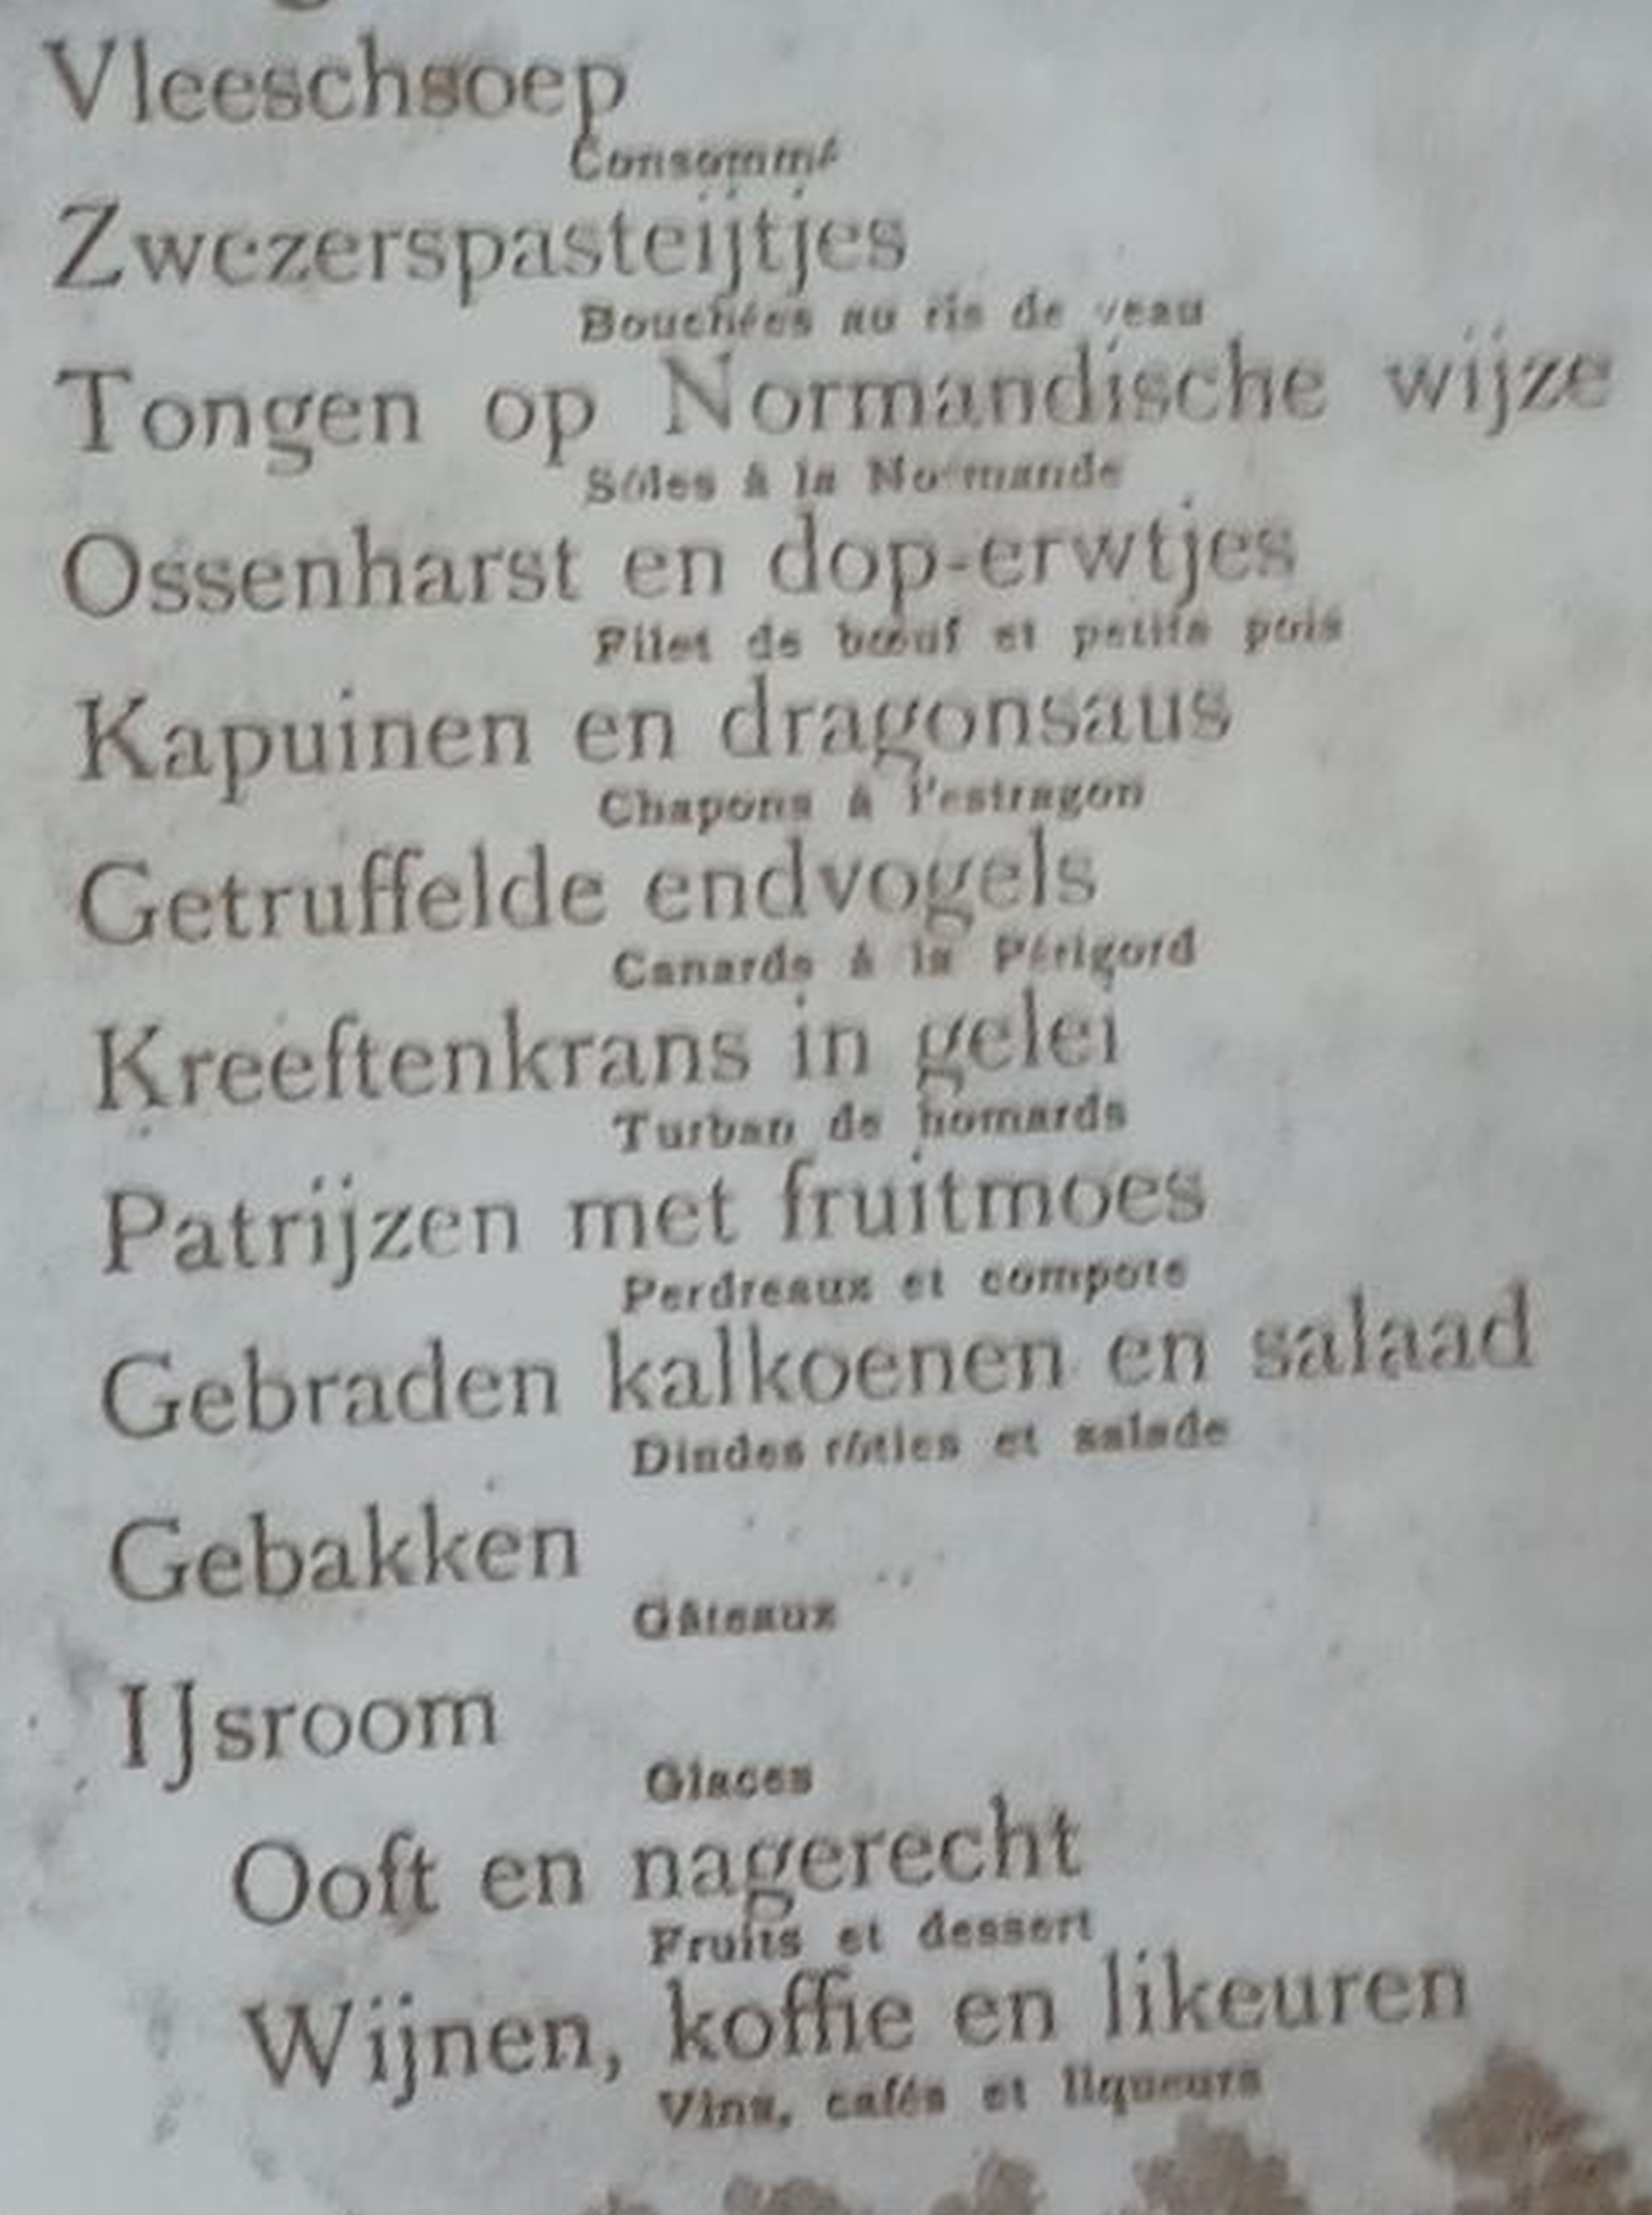 Vleeschsoep
Consommé
Zwezerspasteijtjes
Bouchées au ris de veau
Tongen op Normandische wijze
Sôles à la Normande
Ossenharst en dop-erwtjes
Filet de bœuf et petits pois
Kapuinen en dragonsaus
Chapons à l'estragon
Getruffelde endvogels
Canards à la Périgord
Kreeftenkrans in gelei
Turban de homards
Patrijzen met fruitmoes
Perdreaux et compote
Gebraden kalkoenen en salaad
Dindes rôties et salade
Gebakken
Gâteaux
IJsroom
Glaces
Ooft en nagerecht
Fruits et dessert
Wijnen, koffie en likeuren
Vins, cafés et liqueurs